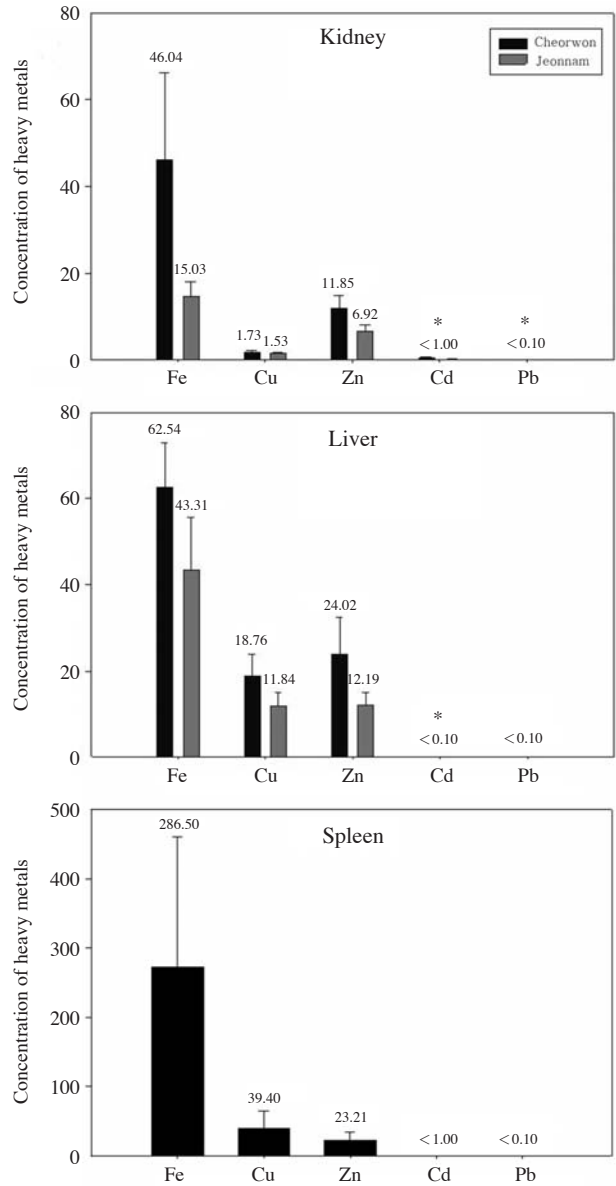 Kidney
Cheorwon
Jeonnam
Concentration of heavy metals
80
60
40
20
0
46.04
15.03
1.73
1.53
11.85
6.92
*
<1.00
*
<0.10
Fe
Cu
Zn
Cd
Pb
Liver
Concentration of heavy metals
80
60
40
20
0
62.54
43.31
18.76
11.84
24.02
12.19
*
<0.10
<0.10
Fe
Cu
Zn
Cd
Pb
Spleen
Concentration of heavy metals
500
400
300
200
100
0
286.50
39.40
23.21
<1.00
<0.10
Fe
Cu
Zn
Cd
Pb